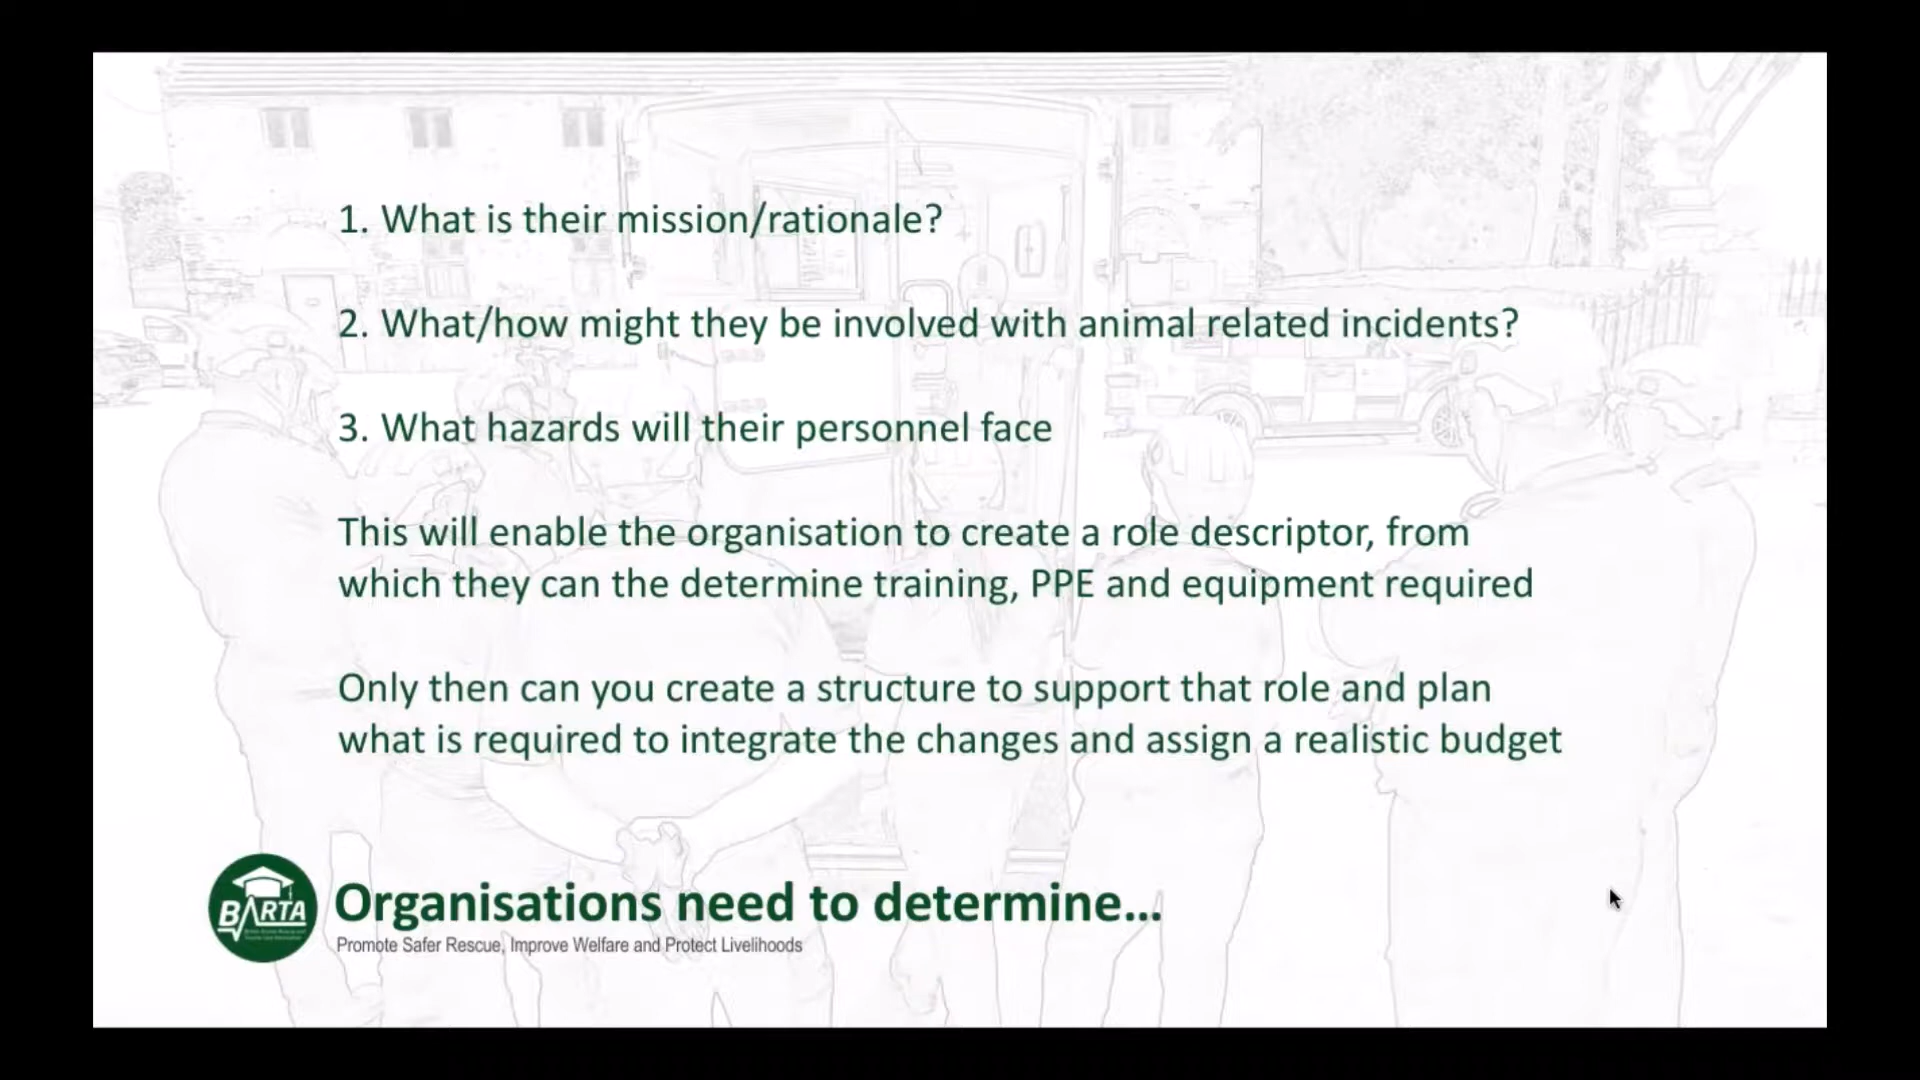 1. What is their mission/rationale?
2. What/how might they be involved with animal related incidents?
3. What hazards will their personnel face
This will enable the organisation to create a role descriptor, from
which they can the determine training, PPE and equipment required
Only then can you create a structure to support that role and plan
what is required to integrate the changes and assign a realistic budget
BARTA
Organisations need to determine...
Promote Safer Rescue, Improve Welfare and Protect Livelihoods